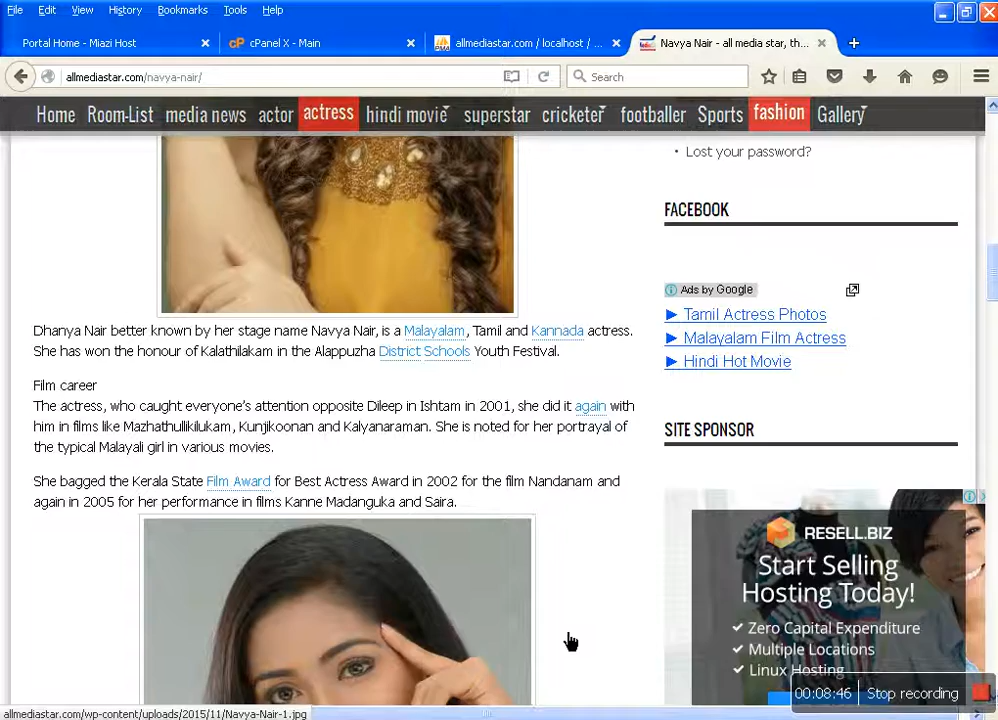 File Edit View History Bookmarks Tools Help
Portal Home - Miazi Host
cP cPanel X - Main
allmediastar.com / localhost / ...
Navya Nair - all media star, th...
allmediastar.com/navya-nair/
Search
Home Room-List media news actor actress hindi movie superstar cricketer footballer Sports fashion Gallery
• Lost your password?
FACEBOOK
Ads by Google
► Tamil Actress Photos
► Malayalam Film Actress
► Hindi Hot Movie
SITE SPONSOR
RESELL.BIZ
Start Selling
Hosting Today!
✓ Zero Capital Expenditure
✓ Multiple Locations
✓ Linux Hosting
Dhanya Nair better known by her stage name Navya Nair, is a Malayalam, Tamil and Kannada actress.
She has won the honour of Kalathilakam in the Alappuzha District Schools Youth Festival.
Film career
The actress, who caught everyone's attention opposite Dileep in Ishtam in 2001, she did it again with
him in films like Mazhathullikilukam, Kunjikoonan and Kalyanaraman. She is noted for her portrayal of
the typical Malayali girl in various movies.
She bagged the Kerala State Film Award for Best Actress Award in 2002 for the film Nandanam and
again in 2005 for her performance in films Kanne Madanguka and Saira.
00:08:46 Stop recording
allmediastar.com/wp-content/uploads/2015/11/Navya-Nair-1.jpg